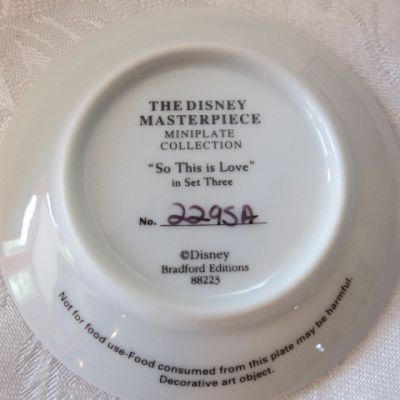 THE DISNEY
MASTERPIECE
MINIPLATE
COLLECTION
"So This is Love"
in Set Three
No. 2295A
©Disney
Bradford Editions
88223
Not for food use-Food consumed from this plate may be harmful.
Decorative art object.